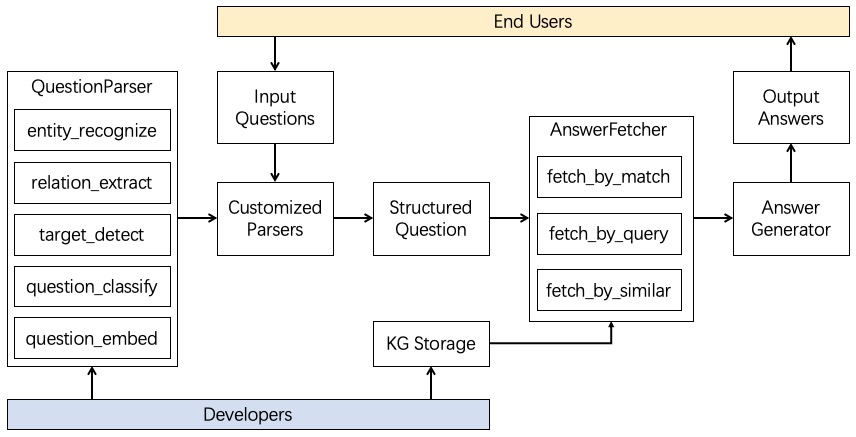 End Users
QuestionParser
entity_recognize
relation_extract
target_detect
question_classify
question_embed
Input
Questions
Customized
Parsers
Structured
Question
AnswerFetcher
fetch_by_match
fetch_by_query
fetch_by_similar
Output
Answers
Answer
Generator
KG Storage
Developers